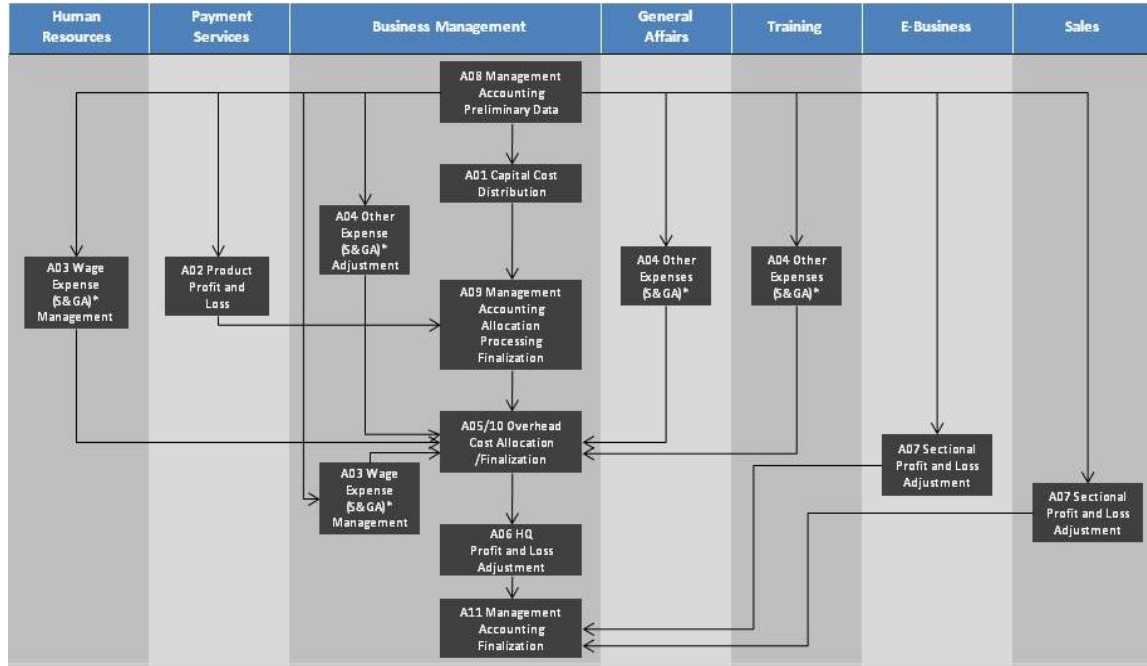 Human
Resources
Payment
Services
Business Management
General
Affairs
Training
E-Business
Sales
A08 Management
Accounting
Preliminary Data
A01 Capital Cost
Distribution
A04 Other
Expense
(S&GA)*
Adjustment
A03 Wage
Expense
(S&GA)*
Management
A02 Product
Profit and
Loss
A09 Management
Accounting
Allocation
Processing
Finalization
A04 Other
Expenses
(S&GA)*
A04 Other
Expenses
(S&GA)*
A05/10 Overhead
Cost Allocation
/Finalization
A03 Wage
Expense
(S&GA)*
Management
A07 Sectional
Profit and Loss
Adjustment
A07 Sectional
Profit and Loss
Adjustment
A06 HQ
Profit and Loss
Adjustment
A11 Management
Accounting
Finalization